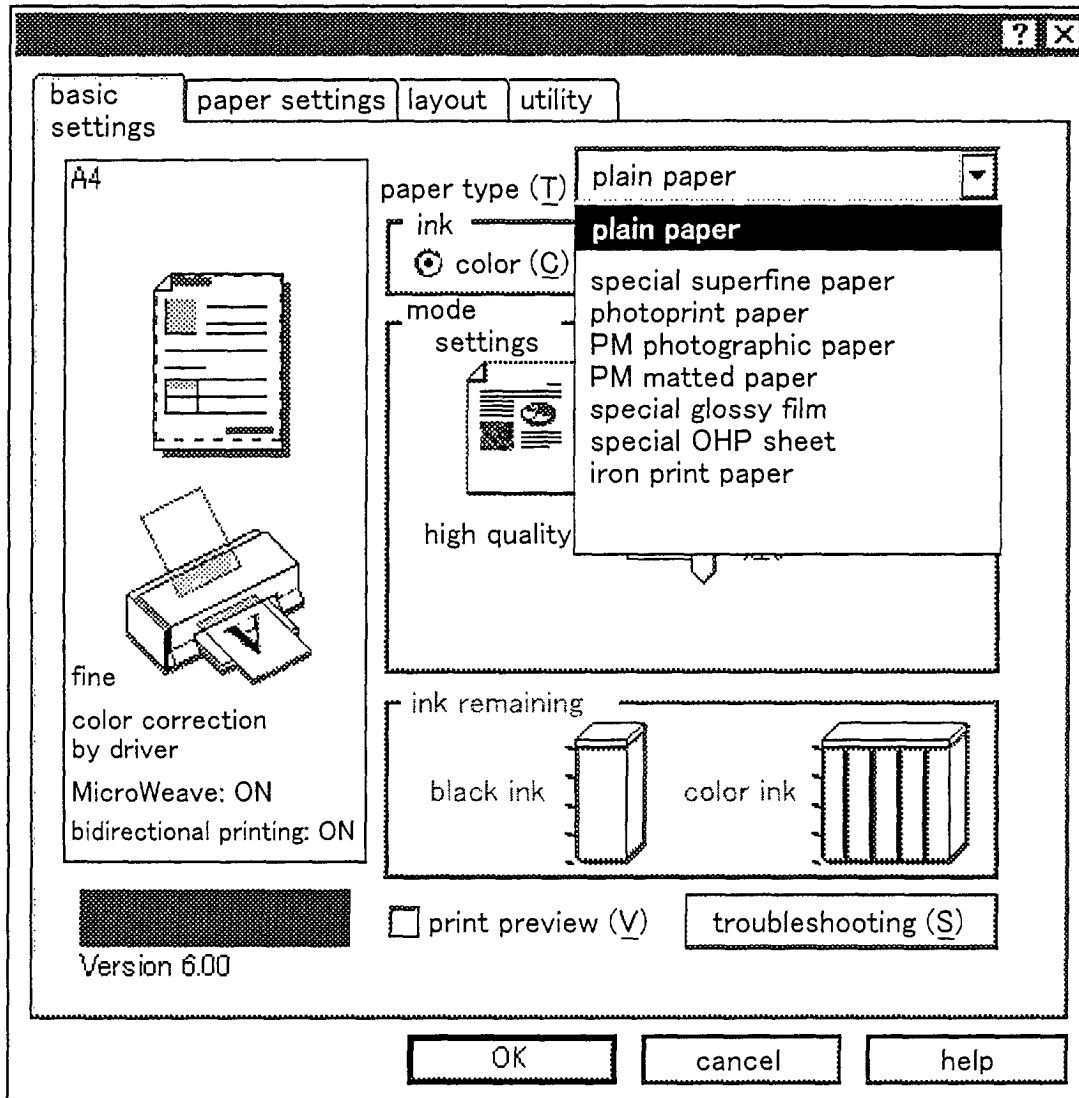 ? X
basic settings
paper settings
layout
utility
A4
fine
color correction
by driver
MicroWeave: ON
bidirectional printing: ON
Version 6.00
paper type (T)
plain paper
plain paper
special superfine paper
photoprint paper
PM photographic paper
PM matted paper
special glossy film
special OHP sheet
iron print paper
ink
color (C)
mode
settings
high quality
ink remaining
black ink
color ink
print preview (V)
troubleshooting (S)
OK
cancel
help